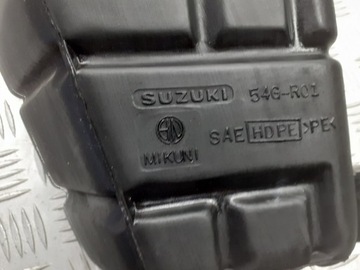 SUZUKI 54G-R01
MIKUNI
SAE HDPE >PE<